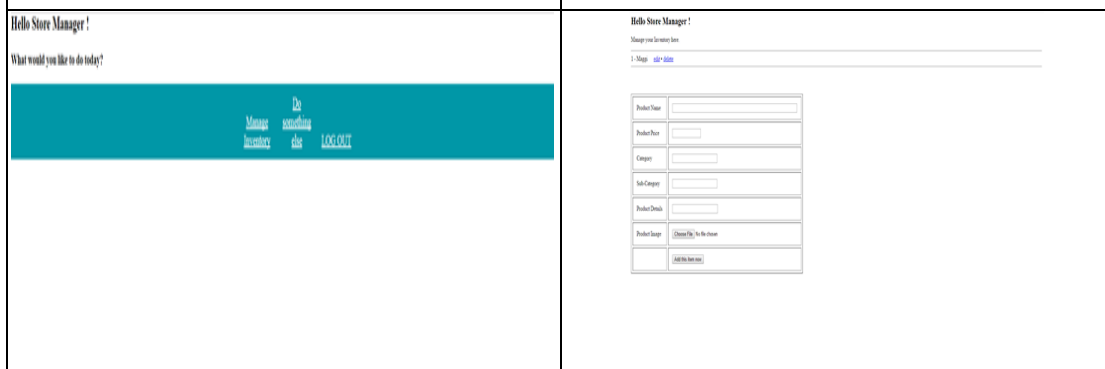 Hello Store Manager !
What would you like to do today?
Manage Inventory
Do something else
LOG OUT
Hello Store Manager !
Manage your Inventory here.
1 - Maggi edit • delete
Product Name
Product Price
Category
Sub-Category
Product Details
Product Image Choose File No file chosen
Add this Item now